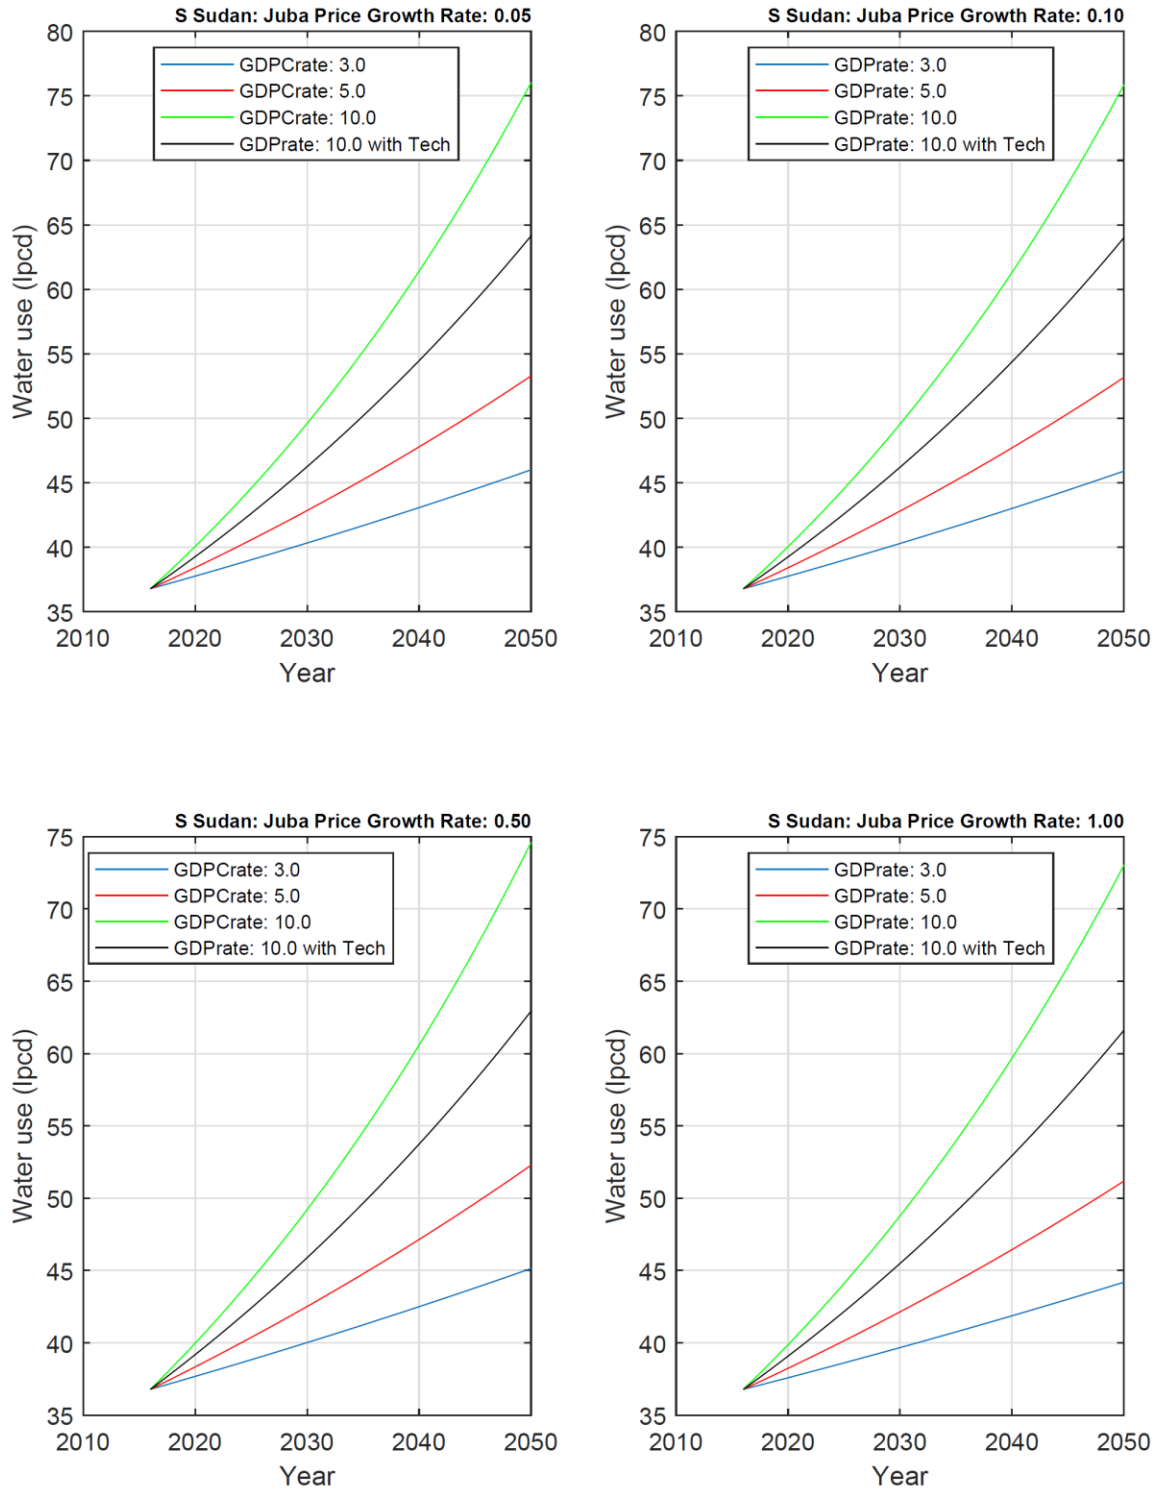 S Sudan: Juba Price Growth Rate: 0.05
80
75
70
65
60
55
50
45
40
35
Water use (lpcd)
GDPCrate: 3.0
GDPCrate: 5.0
GDPCrate: 10.0
GDPrate: 10.0 with Tech
2010 2020 2030 2040 2050
Year
S Sudan: Juba Price Growth Rate: 0.10
80
75
70
65
60
55
50
45
40
35
Water use (lpcd)
GDPrate: 3.0
GDPrate: 5.0
GDPrate: 10.0
GDPrate: 10.0 with Tech
2010 2020 2030 2040 2050
Year
S Sudan: Juba Price Growth Rate: 0.50
75
70
65
60
55
50
45
40
35
Water use (lpcd)
GDPCrate: 3.0
GDPCrate: 5.0
GDPCrate: 10.0
GDPrate: 10.0 with Tech
2010 2020 2030 2040 2050
Year
S Sudan: Juba Price Growth Rate: 1.00
75
70
65
60
55
50
45
40
35
Water use (lpcd)
GDPrate: 3.0
GDPrate: 5.0
GDPrate: 10.0
GDPrate: 10.0 with Tech
2010 2020 2030 2040 2050
Year